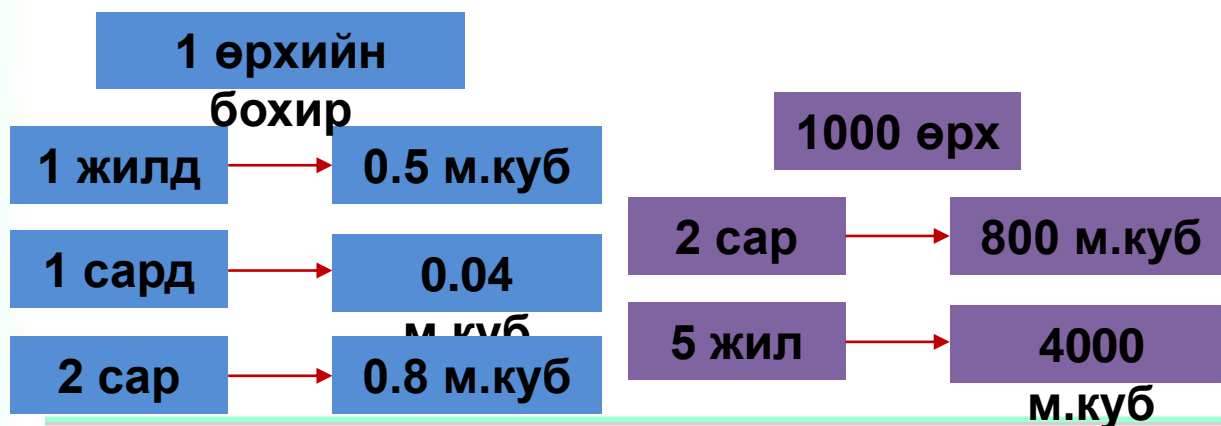 1 өрхийн
бохир
1 жилд
0.5 м.куб
1 сард
0.04
м.куб
2 сар
0.8 м.куб
1000 өрх
2 сар
800 м.куб
5 жил
4000
м.куб